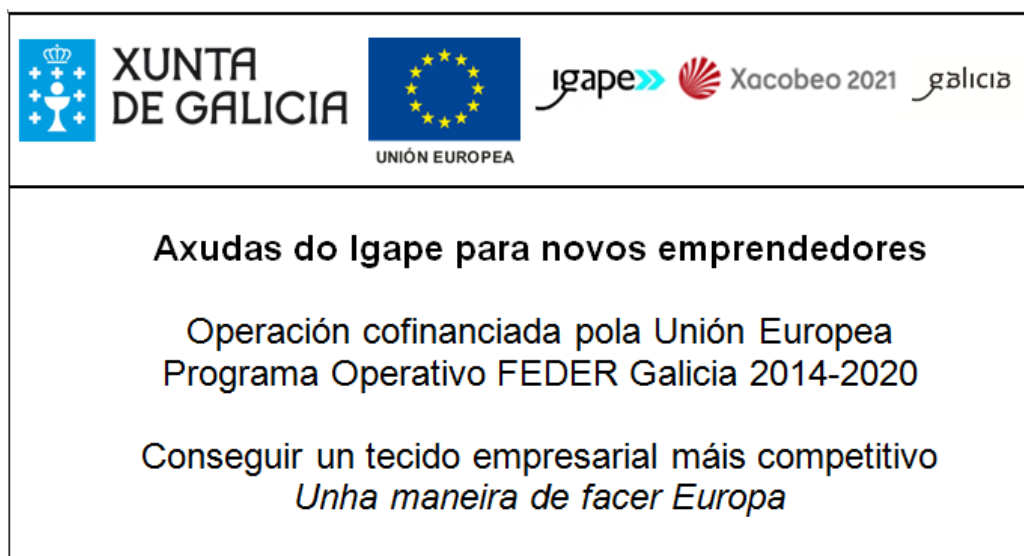 XUNTA
DE GALICIA
UNIÓN EUROPEA
igape
Xacobeo 2021
galicia
Axudas do Igape para novos emprendedores
Operación cofinanciada pola Unión Europea
Programa Operativo FEDER Galicia 2014-2020
Conseguir un tecido empresarial máis competitivo
Unha maneira de facer Europa